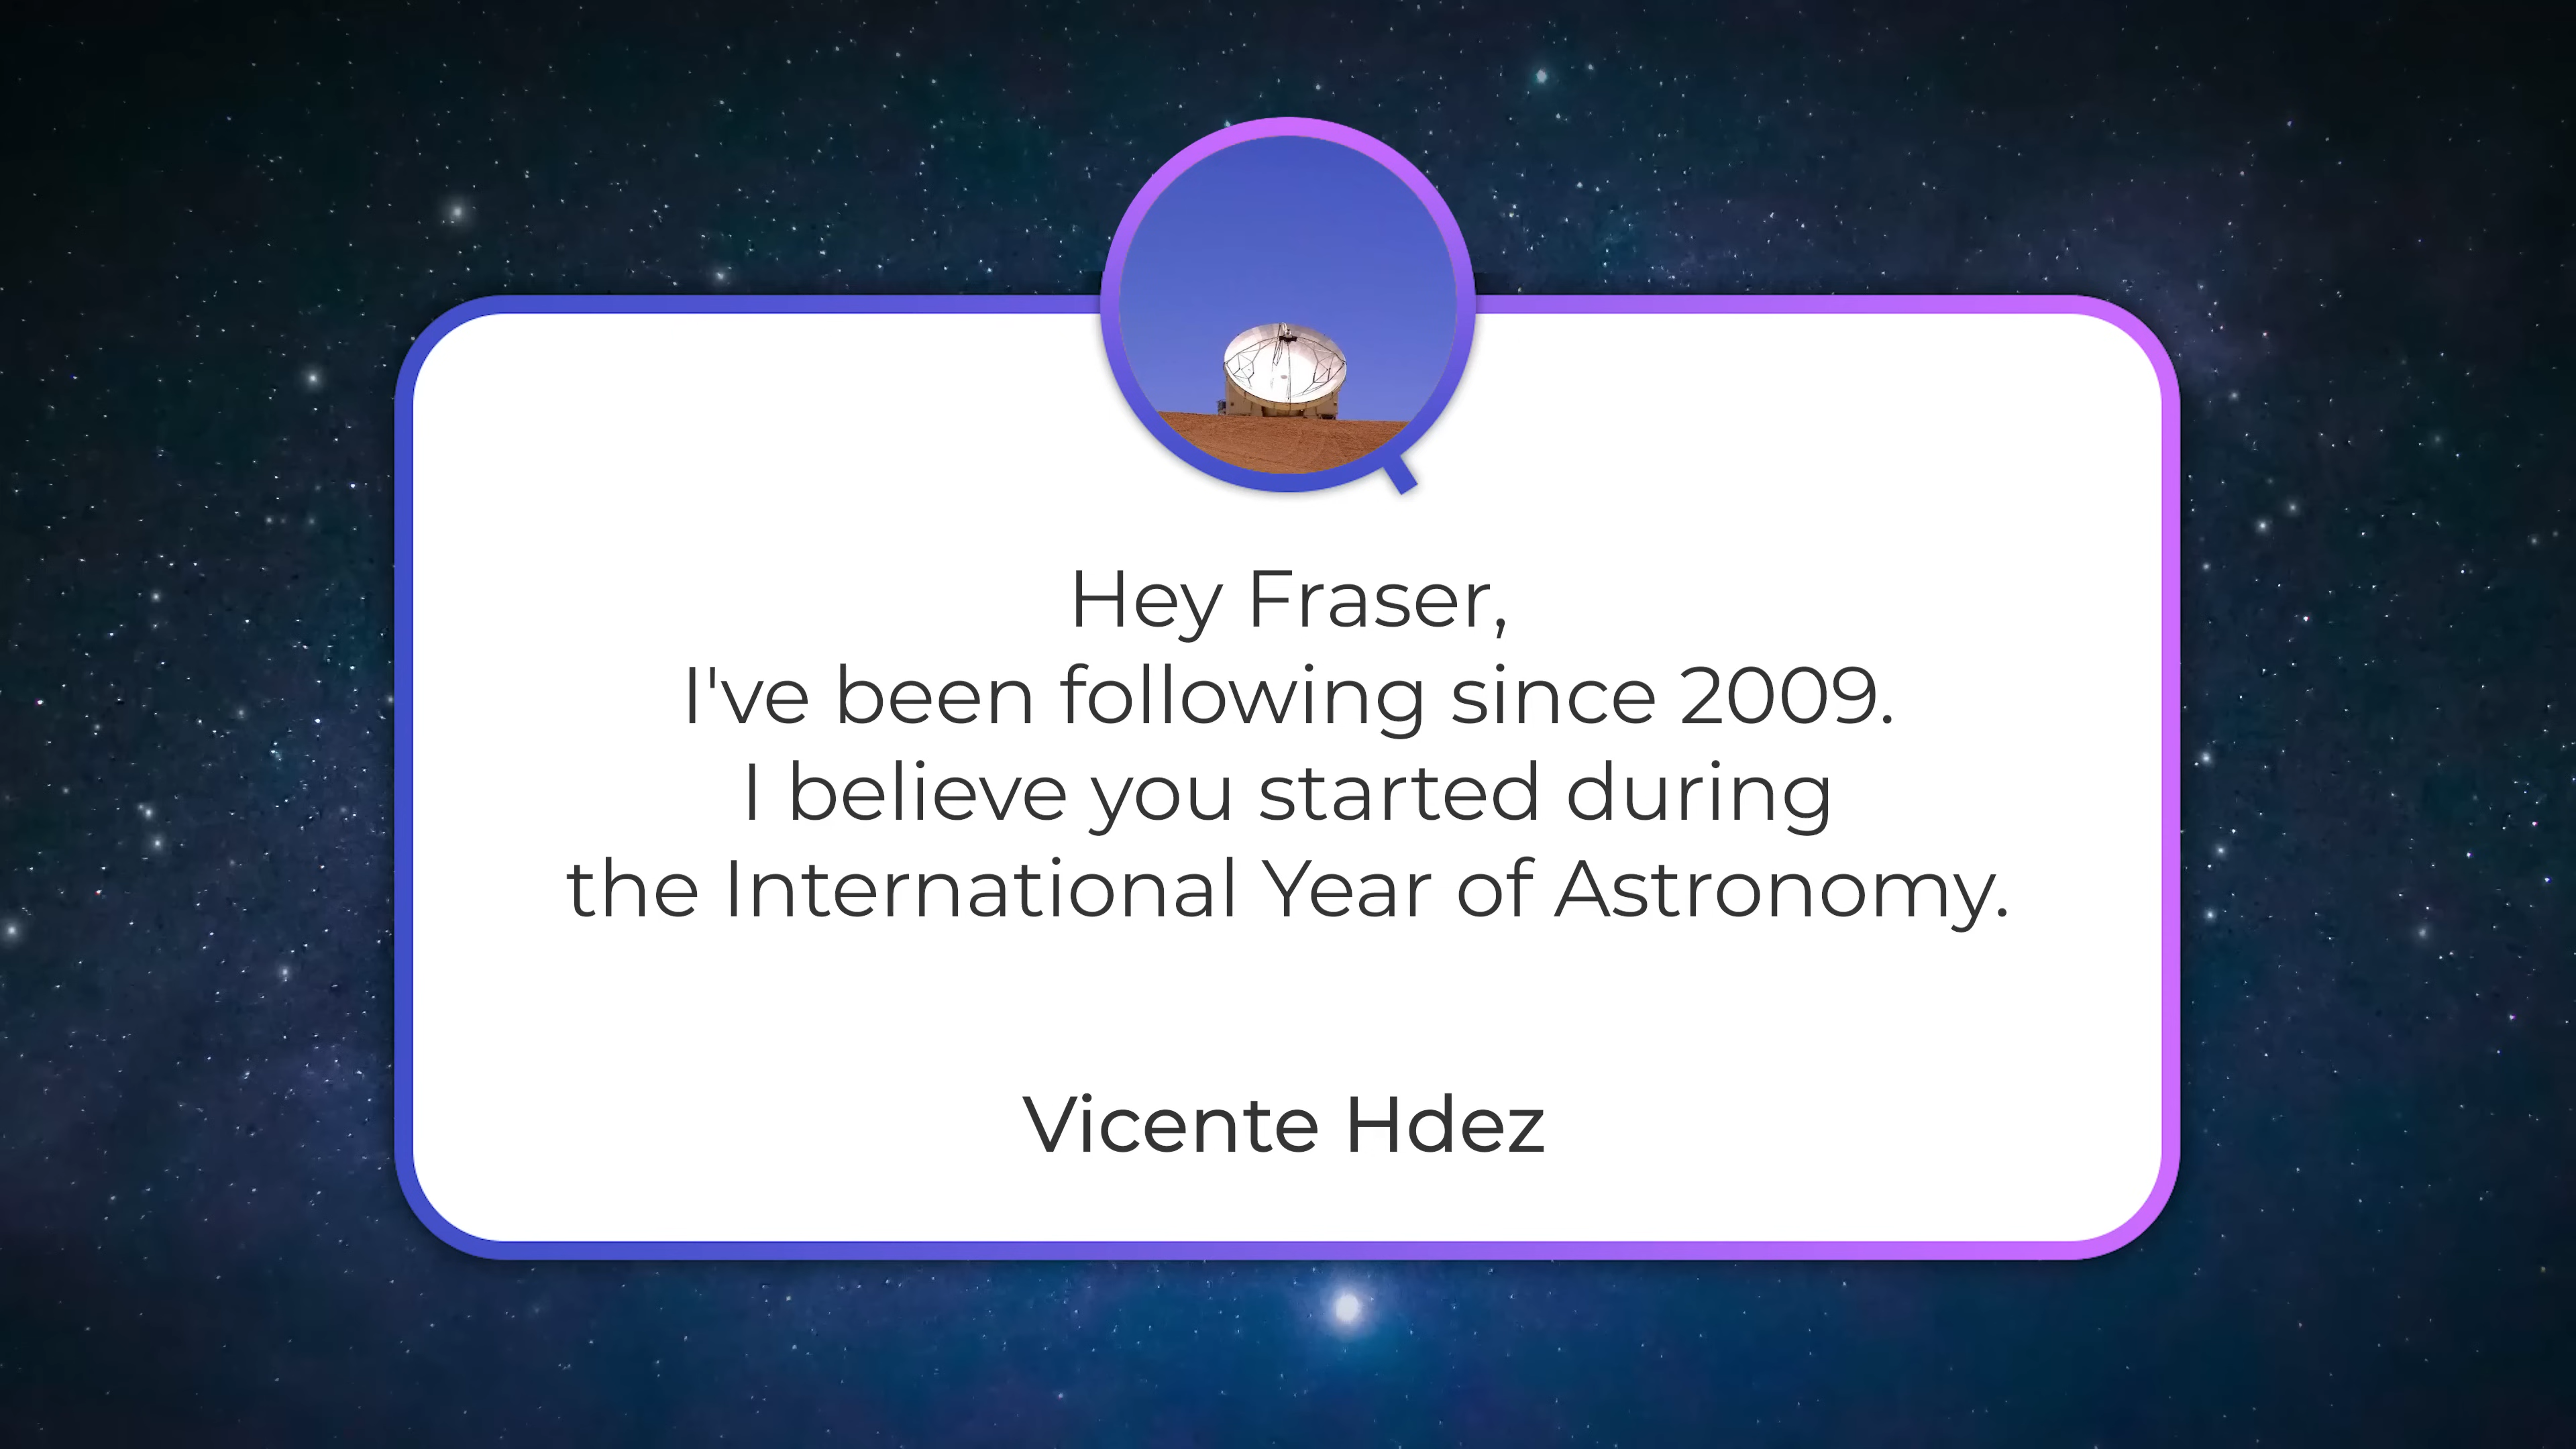 Hey Fraser,
I've been following since 2009.
I believe you started during
the International Year of Astronomy.
Vicente Hdez